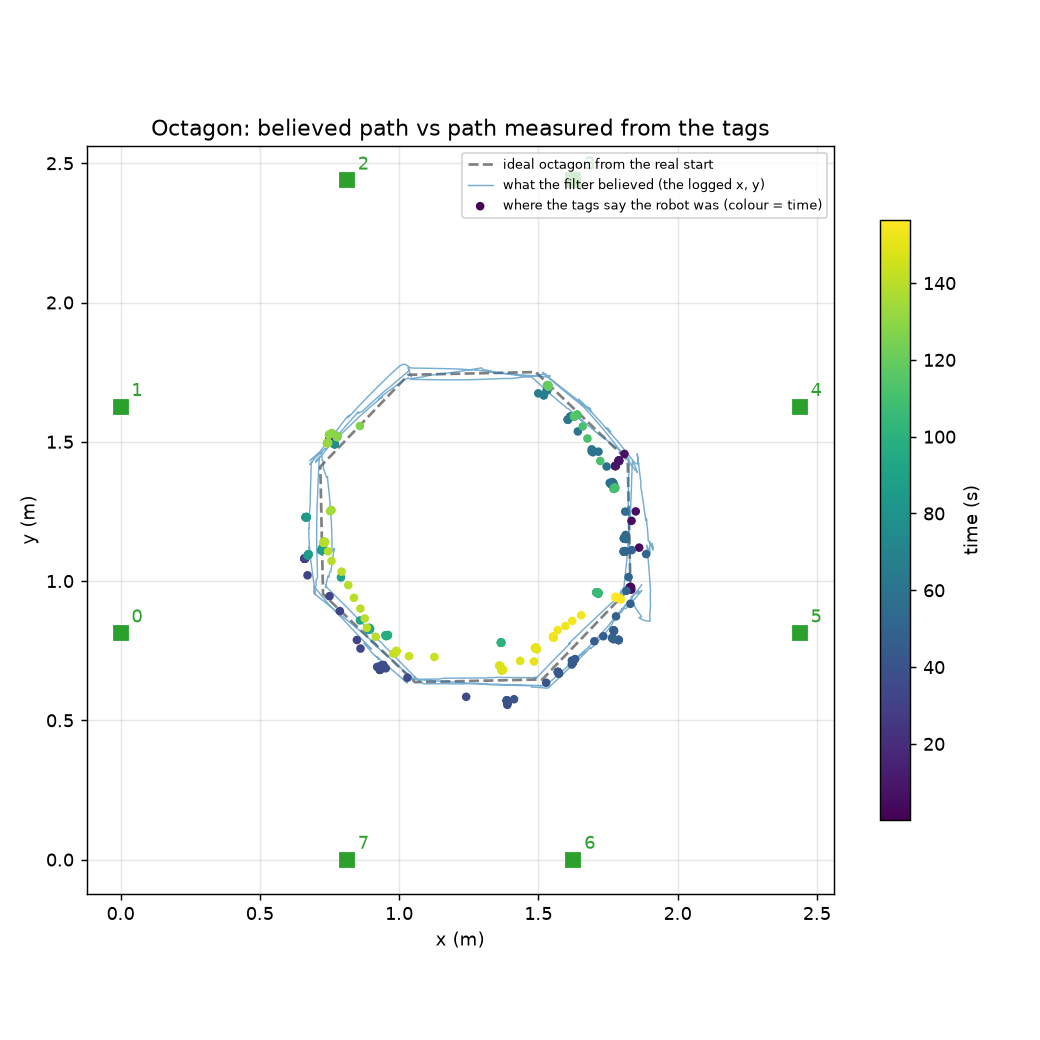 Octagon: believed path vs path measured from the tags
ideal octagon from the real start
what the filter believed (the logged x, y)
where the tags say the robot was (colour = time)
2
3
1
4
0
5
7
6
2.5
2.0
1.5
1.0
0.5
0.0
y (m)
0.0 0.5 1.0 1.5 2.0 2.5
x (m)
140
120
100
80
60
40
20
time (s)